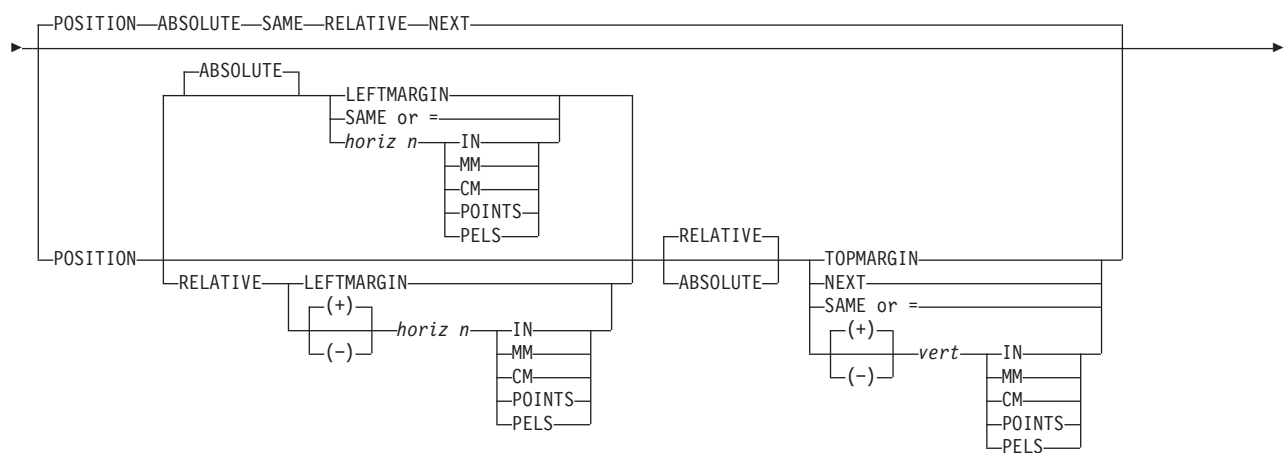 POSITION ABSOLUTE SAME RELATIVE NEXT
ABSOLUTE
LEFTMARGIN
SAME or =
horiz n IN
MM
CM
POINTS
PELS
POSITION
RELATIVE LEFTMARGIN
(+)
(−)
horiz n IN
MM
CM
POINTS
PELS
RELATIVE
ABSOLUTE
TOPMARGIN
NEXT
SAME or =
(+)
(−)
vert IN
MM
CM
POINTS
PELS